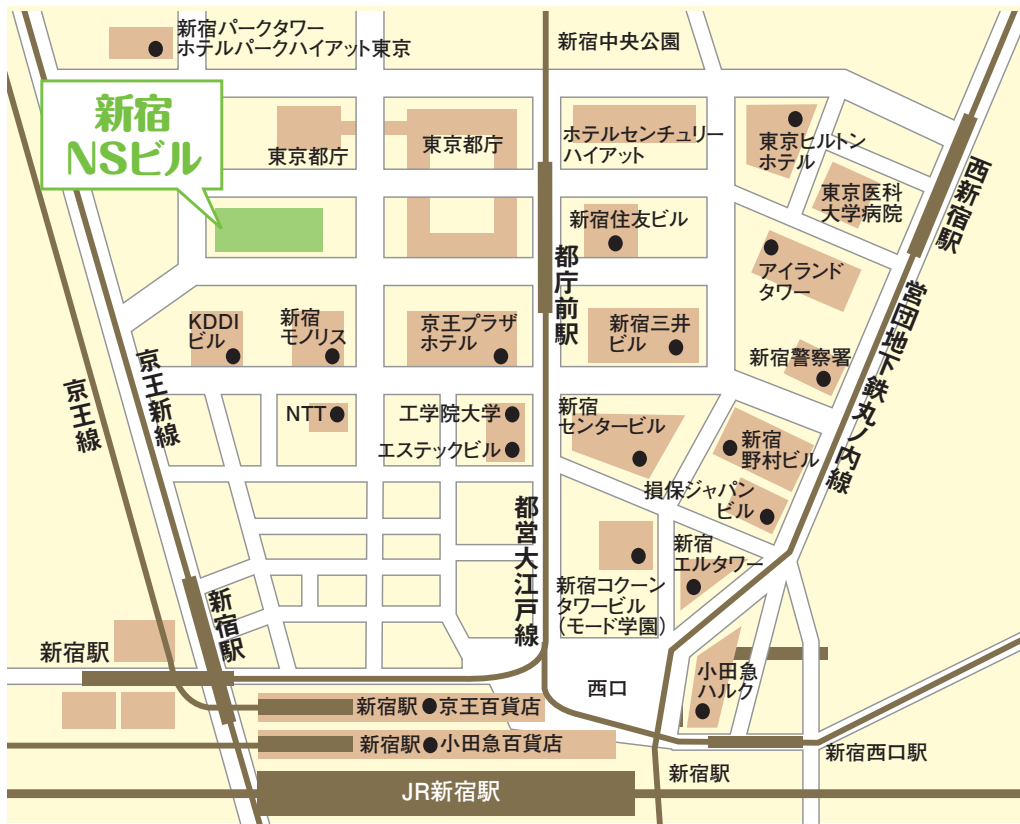 新宿パークタワー
ホテルパークハイアット東京
新宿中央公園
新宿
NSビル
東京都庁
東京都庁
ホテルセンチュリー
ハイアット
東京ヒルトン
ホテル
東京医科
大学病院
西新宿駅
新宿住友ビル
都庁前駅
アイランド
タワー
営団地下鉄丸ノ内線
KDDI
ビル
新宿
モノリス
京王プラザ
ホテル
新宿三井
ビル
新宿警察署
京王線
京王新線
NTT
工学院大学
エステックビル
新宿
センタービル
新宿
野村ビル
損保ジャパン
ビル
都営大江戸線
新宿
エルタワー
新宿コクーン
タワービル
(モード学園)
新宿駅
新宿駅
西口
小田急
ハルク
新宿駅
京王百貨店
新宿駅
小田急百貨店
新宿西口駅
新宿駅
JR新宿駅